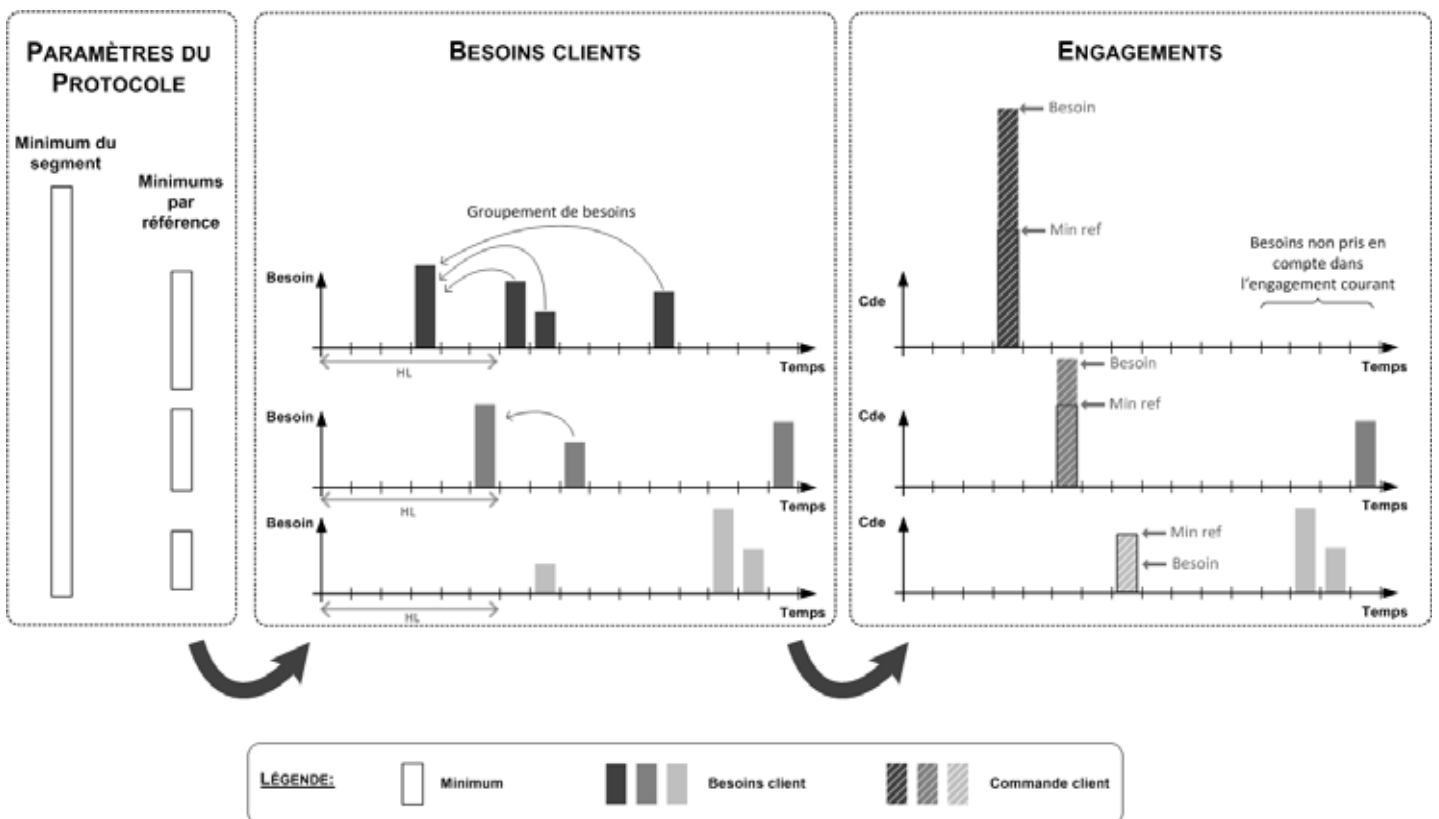 PARAMÈTRES DU
PROTOCOLE
Minimum du
segment
Minimums
par
référence
BESOINS CLIENTS
Groupement de besoins
Besoin
HL
Temps
Besoin
HL
Temps
Besoin
HL
Temps
ENGAGEMENTS
Besoin
Min ref
Besoins non pris en
compte dans
l'engagement courant
Cde
Temps
Besoin
Min ref
Cde
Temps
Cde
Min ref
Besoin
Temps
LÉGENDE:
Minimum
Besoins client
Commande client